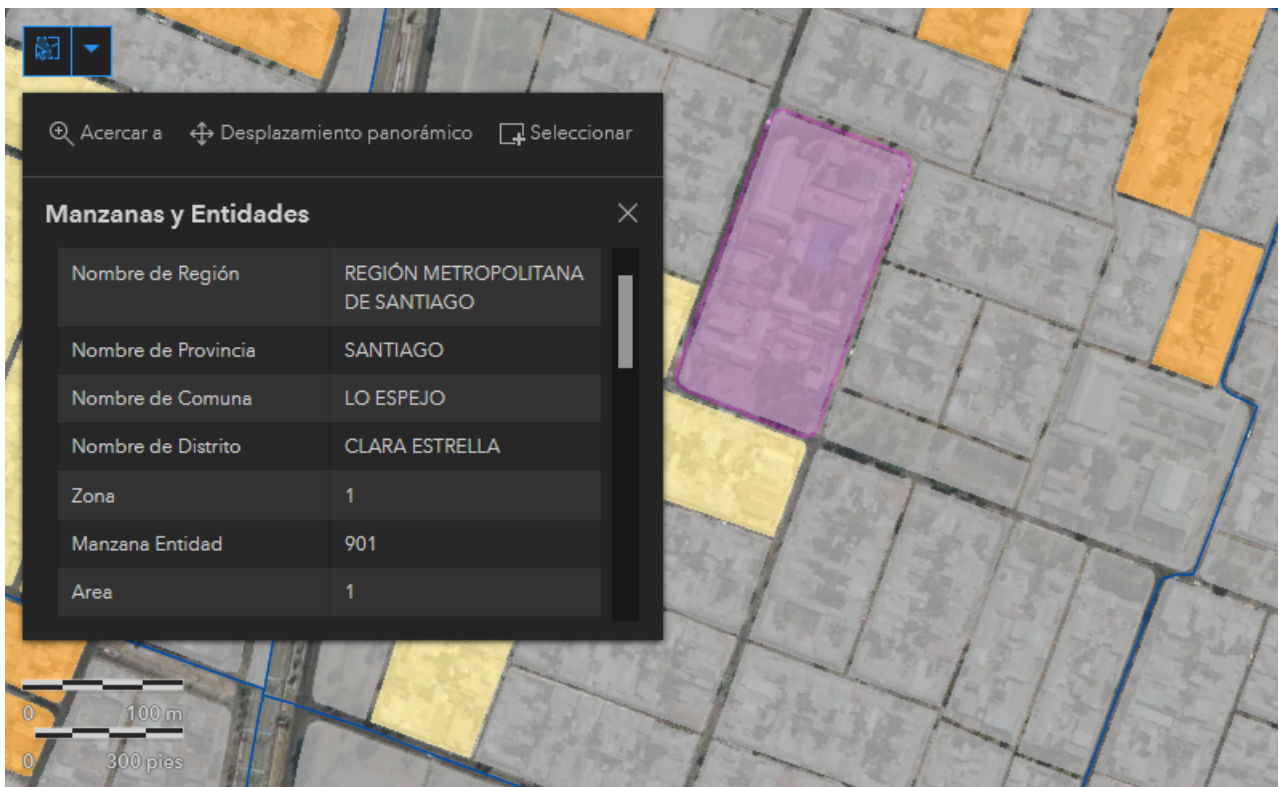 Acercar a Desplazamiento panorámico Seleccionar
Manzanas y Entidades
Nombre de Región REGIÓN METROPOLITANA
DE SANTIAGO
Nombre de Provincia SANTIAGO
Nombre de Comuna LO ESPEJO
Nombre de Distrito CLARA ESTRELLA
Zona 1
Manzana Entidad 901
Area 1
0 100 m
0 300 pies